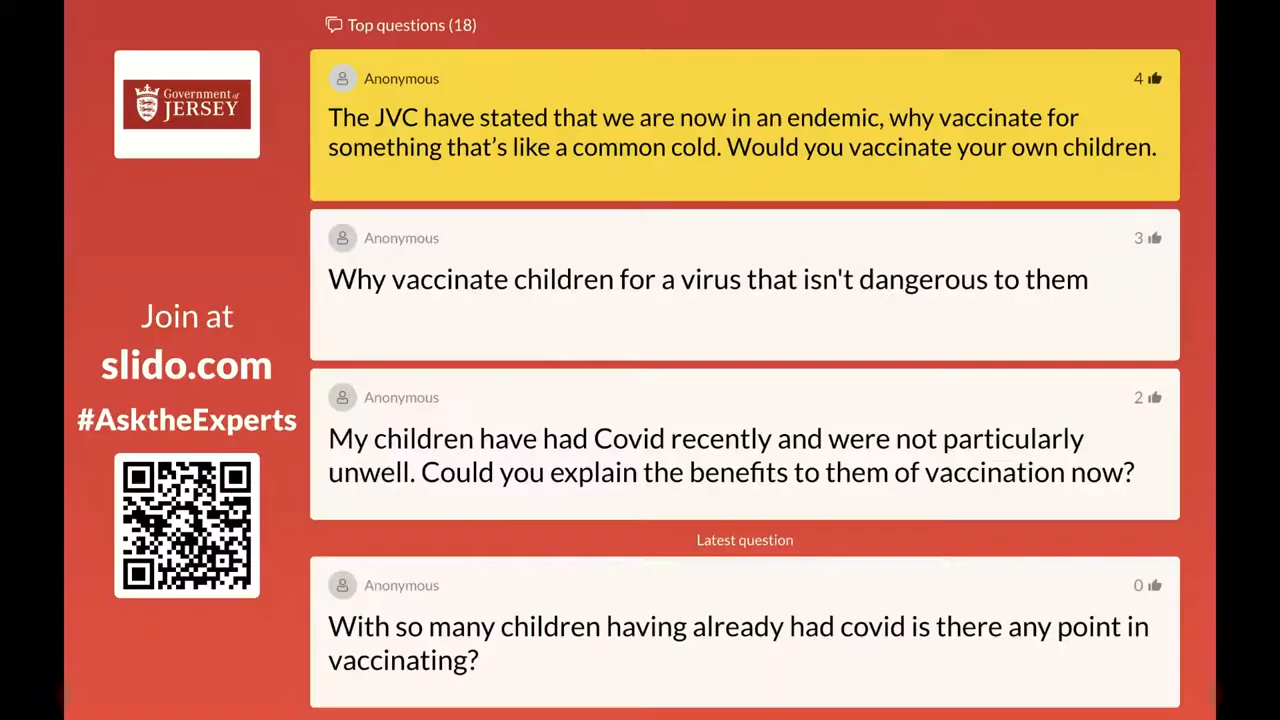 Top questions (18)
Government of
JERSEY
Anonymous
4
The JVC have stated that we are now in an endemic, why vaccinate for
something that’s like a common cold. Would you vaccinate your own children.
Anonymous
3
Why vaccinate children for a virus that isn't dangerous to them
Join at
slido.com
#AsktheExperts
Anonymous
2
My children have had Covid recently and were not particularly
unwell. Could you explain the benefits to them of vaccination now?
Latest question
Anonymous
0
With so many children having already had covid is there any point in
vaccinating?